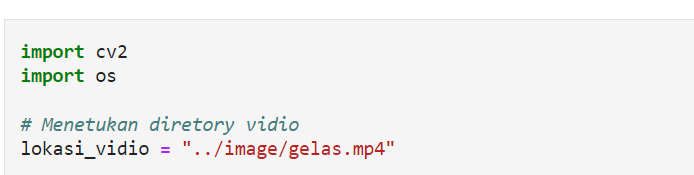 import cv2
import os
# Menetukan diretory vidio
lokasi_vidio = "../image/gelas.mp4"